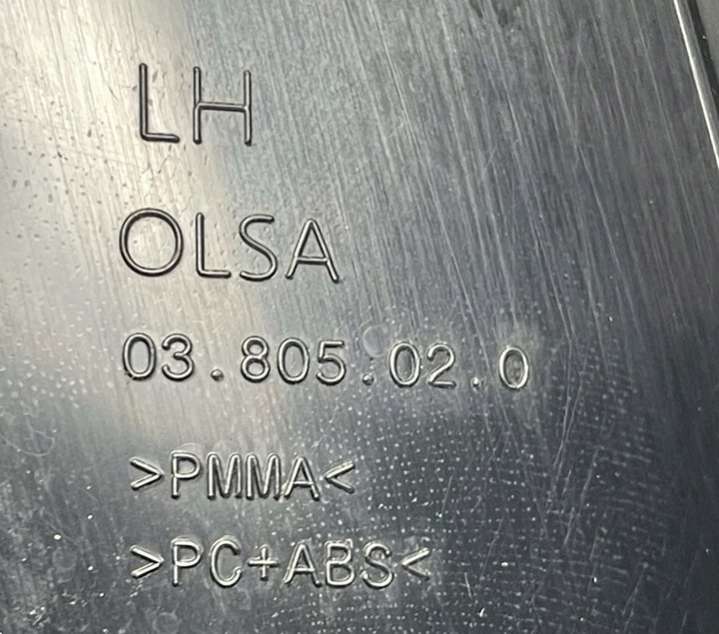 LH
OLSA
03.805.02.0
>PMMA<
>PC+ABS<